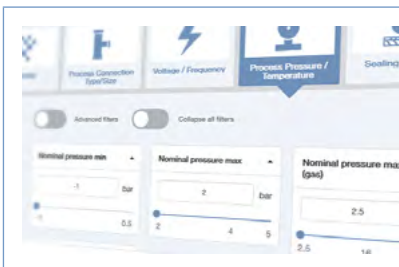 Process Connection
Type/Size
Voltage / Frequency
Process Pressure /
Temperature
Sealing
Advanced filters
Collapse all filters
Nominal pressure min
Nominal pressure max
Nominal pressure max
(gas)
-1
bar
2
bar
2.5
-1
0.5
2
4
5
2.5
16